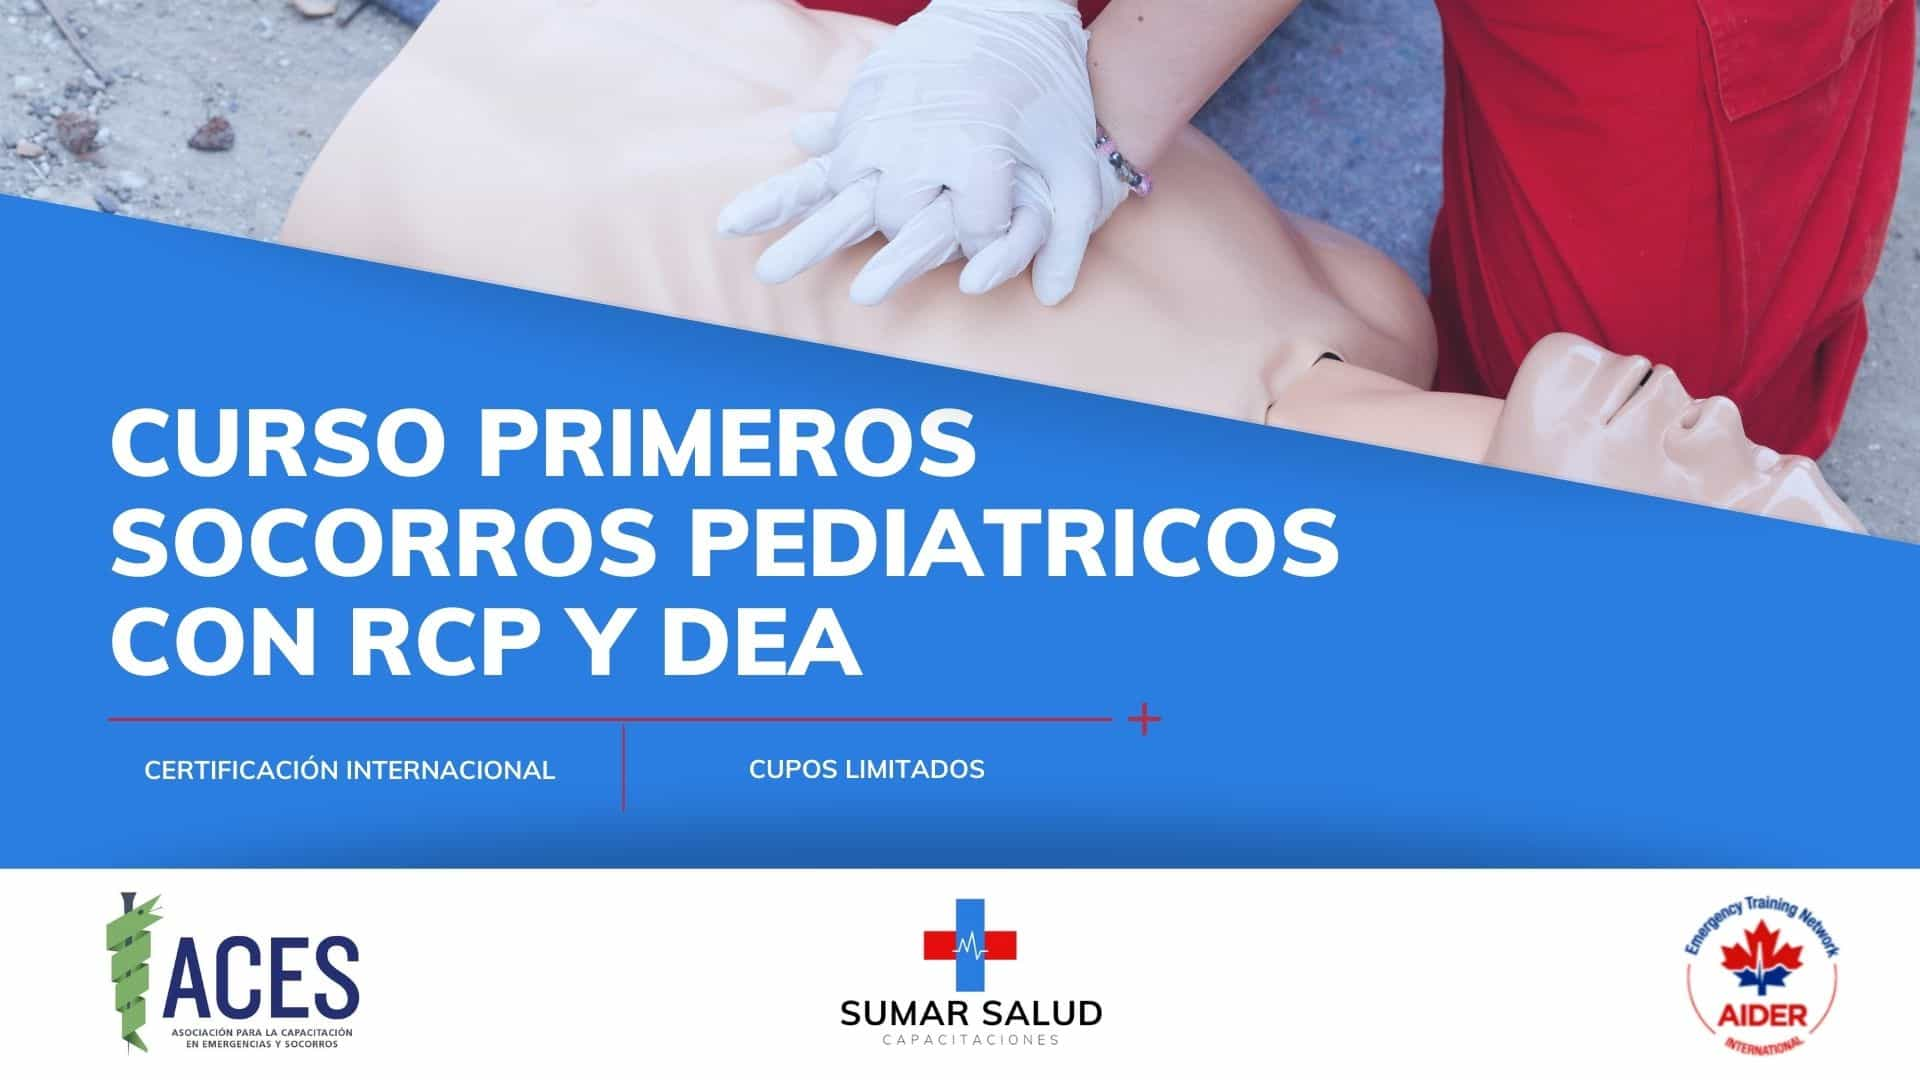 CURSO PRIMEROS
SOCORROS PEDIATRICOS
CON RCP Y DEA
CERTIFICACIÓN INTERNACIONAL
CUPOS LIMITADOS
ACES
ASOCIACIÓN PARA LA CAPACITACIÓN
EN EMERGENCIAS Y SOCORROS
SUMAR SALUD
CAPACITACIONES
Emergency Training Network
AIDER
INTERNATIONAL